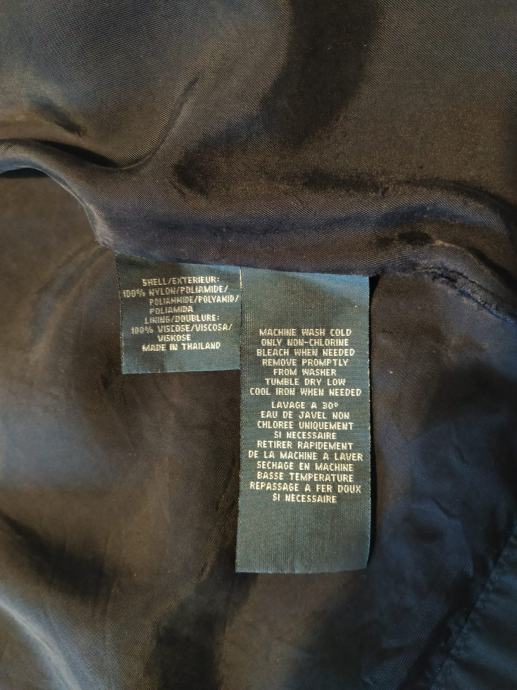 SHELL/EXTERIEUR:
100% NYLON/POLIAMIDE/
POLIAMMIDE/POLYAMID/
POLIAMIDA
LINING/DOUBLURE:
100% VISCOSE/VISCOSA/
VISKOSE
MADE IN THAILAND
MACHINE WASH COLD
ONLY NON-CHLORINE
BLEACH WHEN NEEDED
REMOVE PROMPTLY
FROM WASHER
TUMBLE DRY LOW
COOL IRON WHEN NEEDED
LAVAGE A 30°
EAU DE JAVEL NON
CHLOREE UNIQUEMENT
SI NECESSAIRE
RETIRER RAPIDEMENT
DE LA MACHINE A LAVER
SECHAGE EN MACHINE
BASSE TEMPERATURE
REPASSAGE A FER DOUX
SI NECESSAIRE